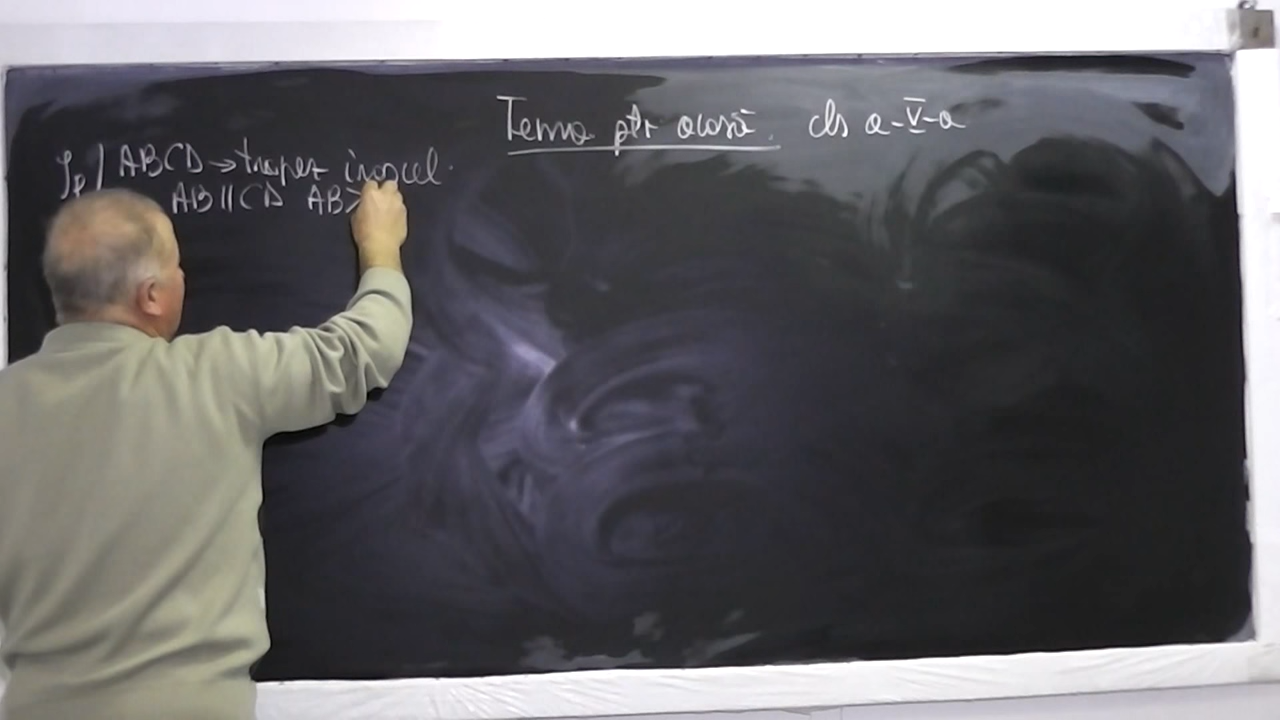 Tema ptr acasă. cls a-V-a
Ip / ABCD → trapez isoscel.
AB || CD AB>